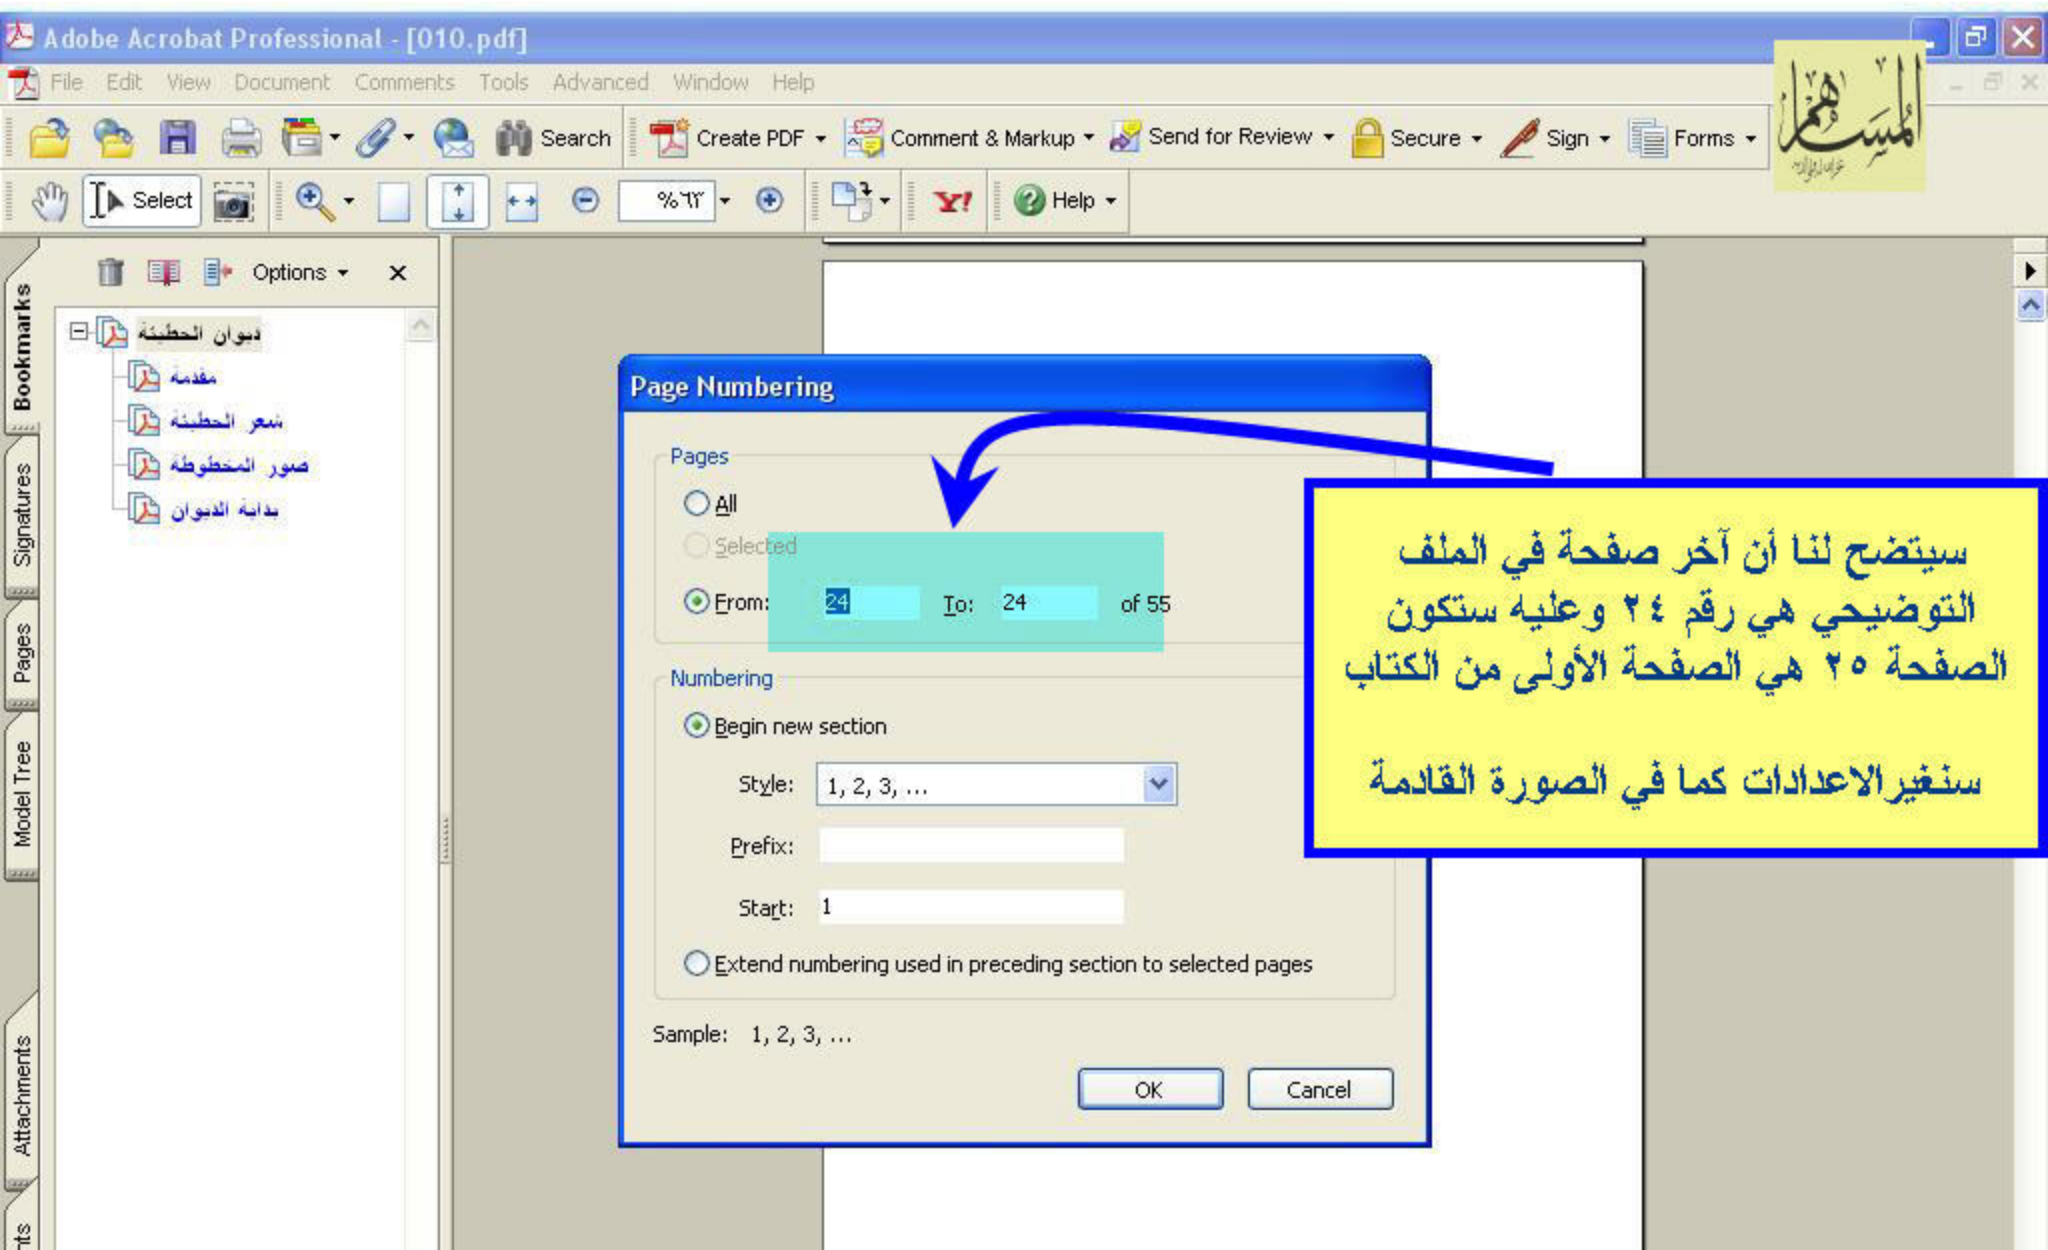 Adobe Acrobat Professional - [010.pdf]
File Edit View Document Comments Tools Advanced Window Help
Search Create PDF Comment & Markup Send for Review Secure Sign Forms
Select %٦٣ Y! Help
المساهم
Options
Bookmarks
Signatures
Pages
Model Tree
Attachments
ديوان الحطيئة
مقدمة
شعر الحطيئة
صور المخطوطة
بداية الديوان
Page Numbering
Pages
All
Selected
From: 24 To: 24 of 55
Numbering
Begin new section
Style: 1, 2, 3, ...
Prefix:
Start: 1
Extend numbering used in preceding section to selected pages
Sample: 1, 2, 3, ...
OK Cancel
سيتضح لنا أن آخر صفحة في الملف
التوضيحي هي رقم ٢٤ وعليه ستكون
الصفحة ٢٥ هي الصفحة الأولى من الكتاب
سنغيرالاعدادات كما في الصورة القادمة